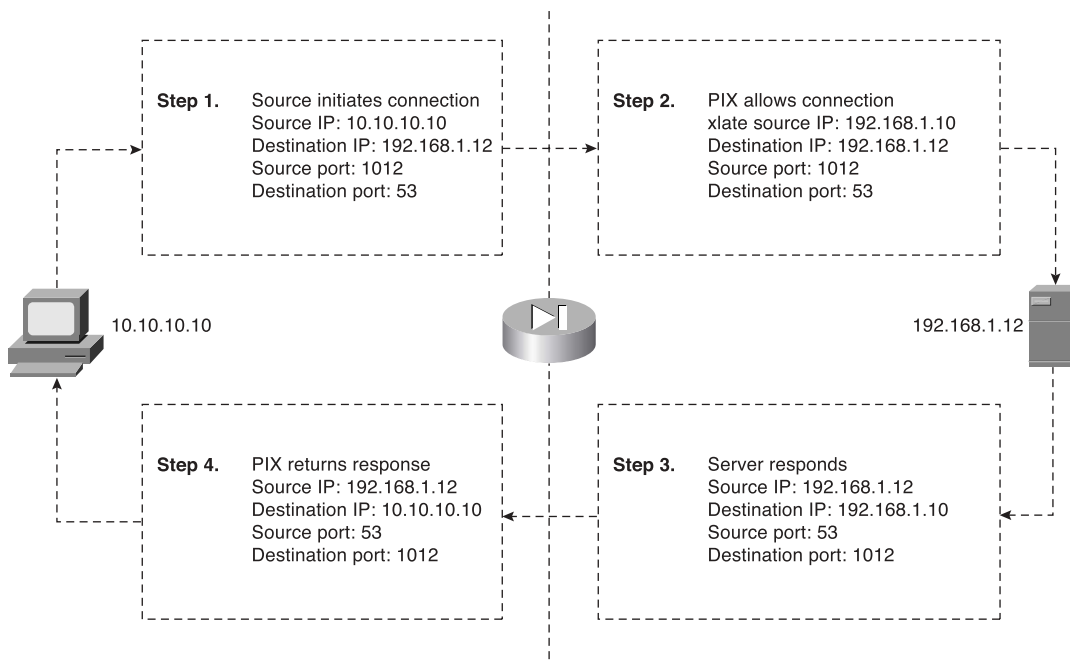 Step 1. Source initiates connection
Source IP: 10.10.10.10
Destination IP: 192.168.1.12
Source port: 1012
Destination port: 53
Step 2. PIX allows connection
xlate source IP: 192.168.1.10
Destination IP: 192.168.1.12
Source port: 1012
Destination port: 53
10.10.10.10
192.168.1.12
Step 4. PIX returns response
Source IP: 192.168.1.12
Destination IP: 10.10.10.10
Source port: 53
Destination port: 1012
Step 3. Server responds
Source IP: 192.168.1.12
Destination IP: 192.168.1.10
Source port: 53
Destination port: 1012